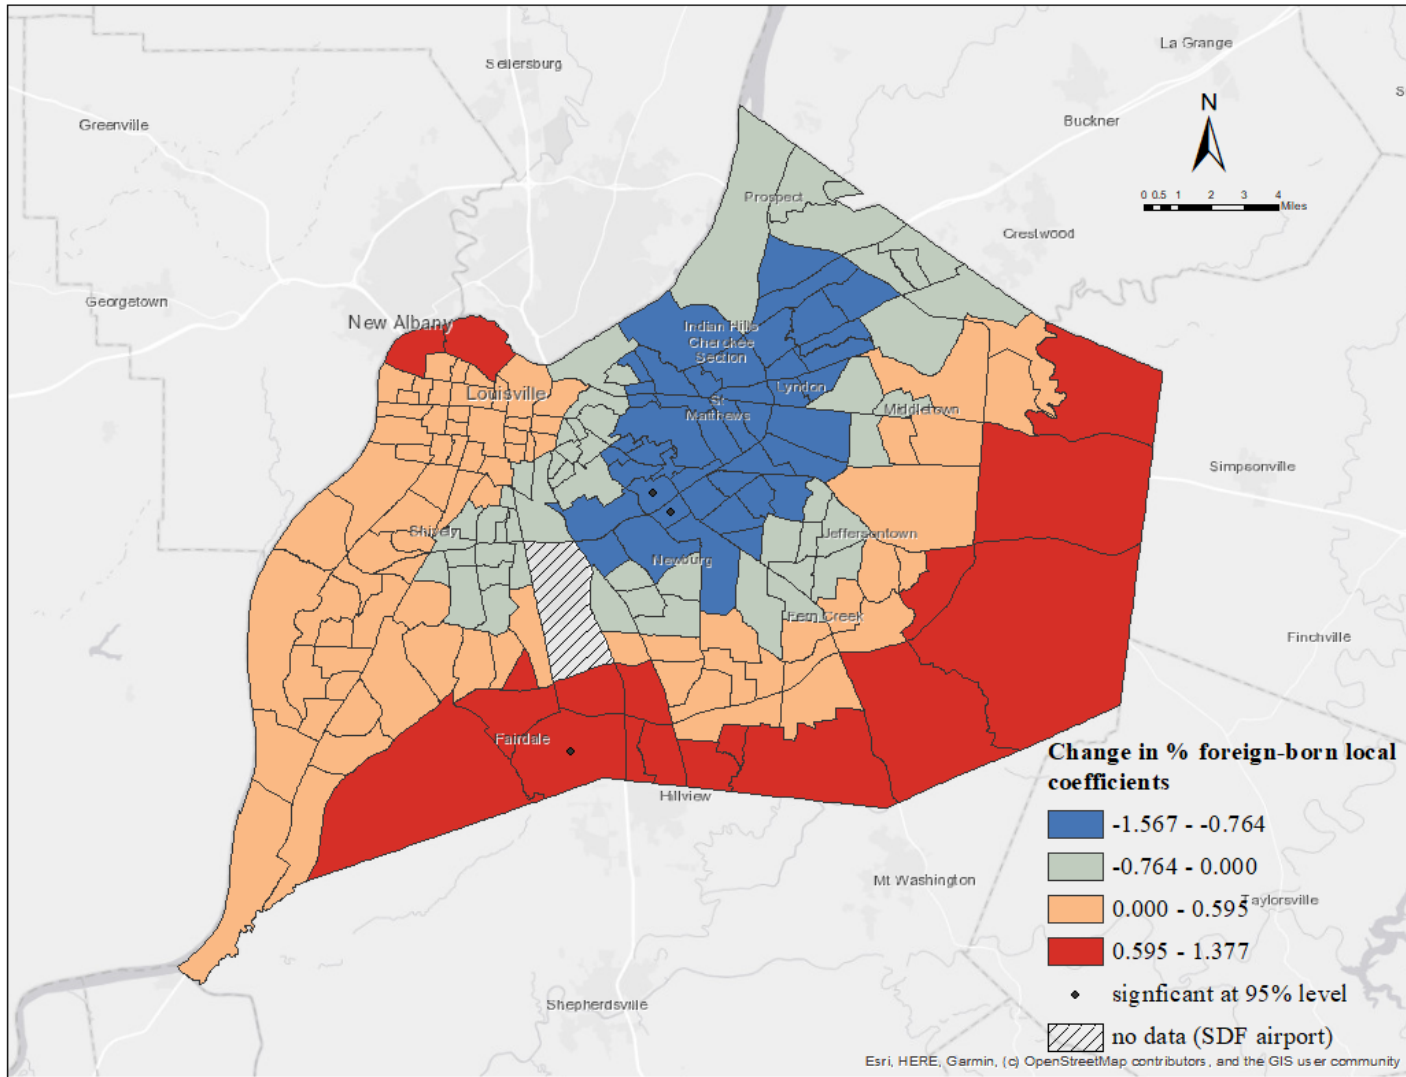 La Grange
Sellersburg
S
N
Greenville
Buckner
0 0.5 1 2 3 4
Miles
Prospect
Crestwood
Georgetown
New Albany
Indian Hills
Cherokee
Section
Louisville
Lyndon
St
Matthews
Middletown
Simpsonville
Shively
Jeffersontown
Newburg
Fern Creek
Finchville
Fairdale
Hillview
Change in % foreign-born local
coefficients
-1.567 - -0.764
-0.764 - 0.000
Mt Washington
0.000 - 0.595
Taylorsville
0.595 - 1.377
signficant at 95% level
Shepherdsville
no data (SDF airport)
Esri, HERE, Garmin, (c) OpenStreetMap contributors, and the GIS user community